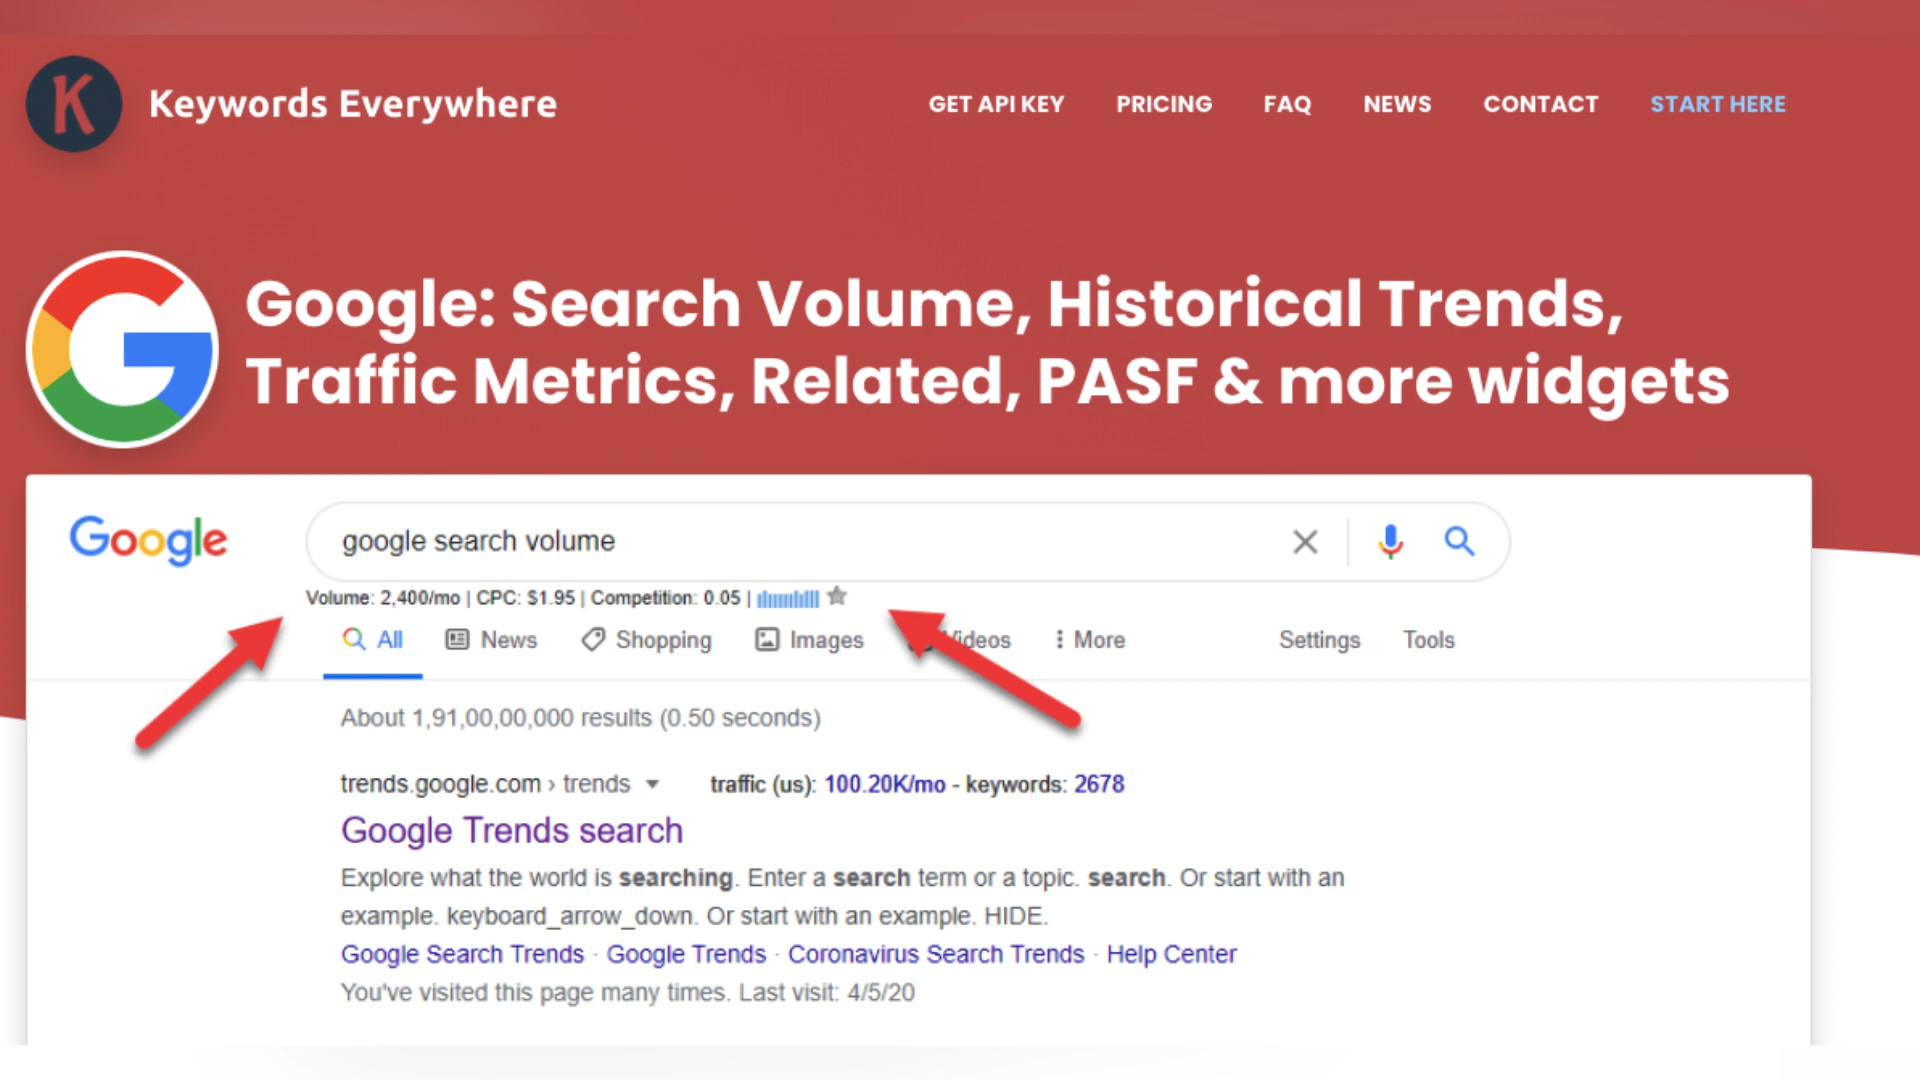 K Keywords Everywhere GET API KEY PRICING FAQ NEWS CONTACT START HERE
Google: Search Volume, Historical Trends,
Traffic Metrics, Related, PASF & more widgets
Google google search volume
Volume: 2,400/mo | CPC: $1.95 | Competition: 0.05 |
All News Shopping Images Videos More Settings Tools
About 1,91,00,00,000 results (0.50 seconds)
trends.google.com › trends traffic (us): 100.20K/mo - keywords: 2678
Google Trends search
Explore what the world is searching. Enter a search term or a topic. search. Or start with an
example. keyboard_arrow_down. Or start with an example. HIDE.
Google Search Trends · Google Trends · Coronavirus Search Trends · Help Center
You've visited this page many times. Last visit: 4/5/20